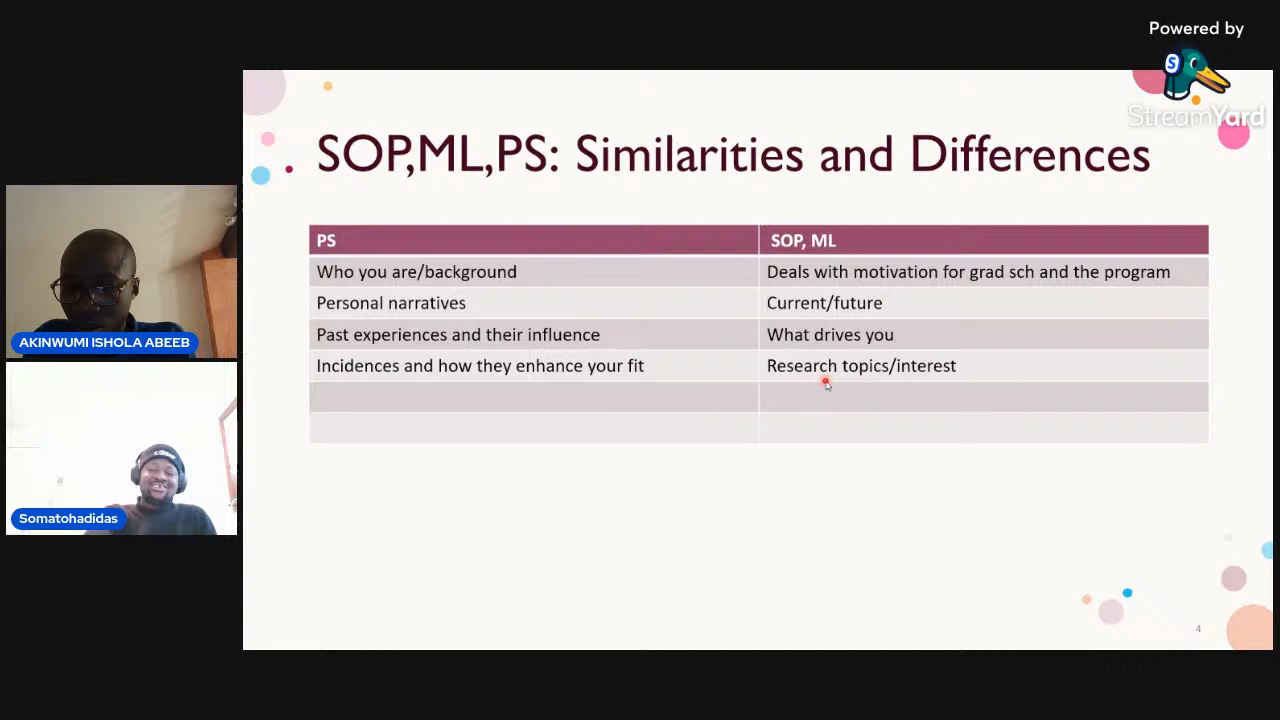 Powered by
StreamYard
SOP,ML,PS: Similarities and Differences
PS SOP, ML
Who you are/background Deals with motivation for grad sch and the program
Personal narratives Current/future
Past experiences and their influence What drives you
Incidences and how they enhance your fit Research topics/interest
AKINWUMI ISHOLA ABEEB
Somatohadidas
4